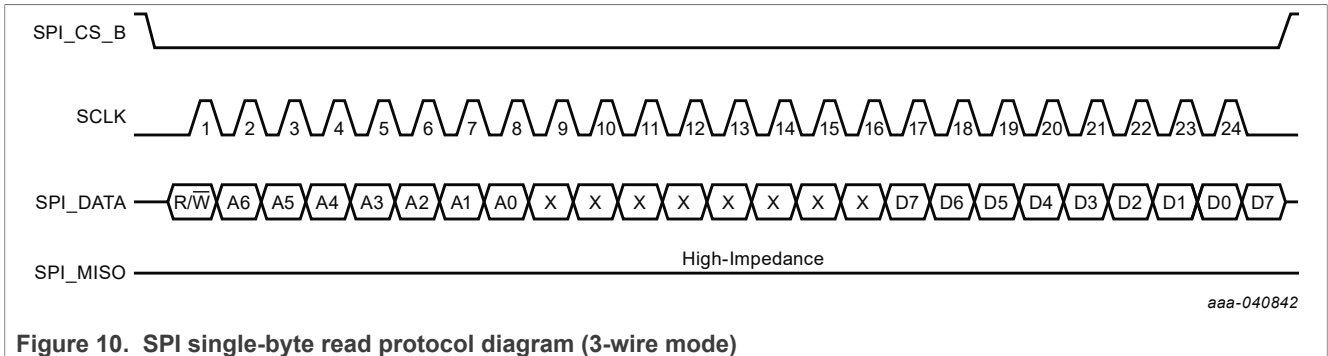 SPI_CS_B
SCLK 1 2 3 4 5 6 7 8 9 10 11 12 13 14 15 16 17 18 19 20 21 22 23 24
SPI_DATA R/W̅ A6 A5 A4 A3 A2 A1 A0 X X X X X X X X D7 D6 D5 D4 D3 D2 D1 D0 D7
High-Impedance
SPI_MISO
aaa-040842
Figure 10. SPI single-byte read protocol diagram (3-wire mode)